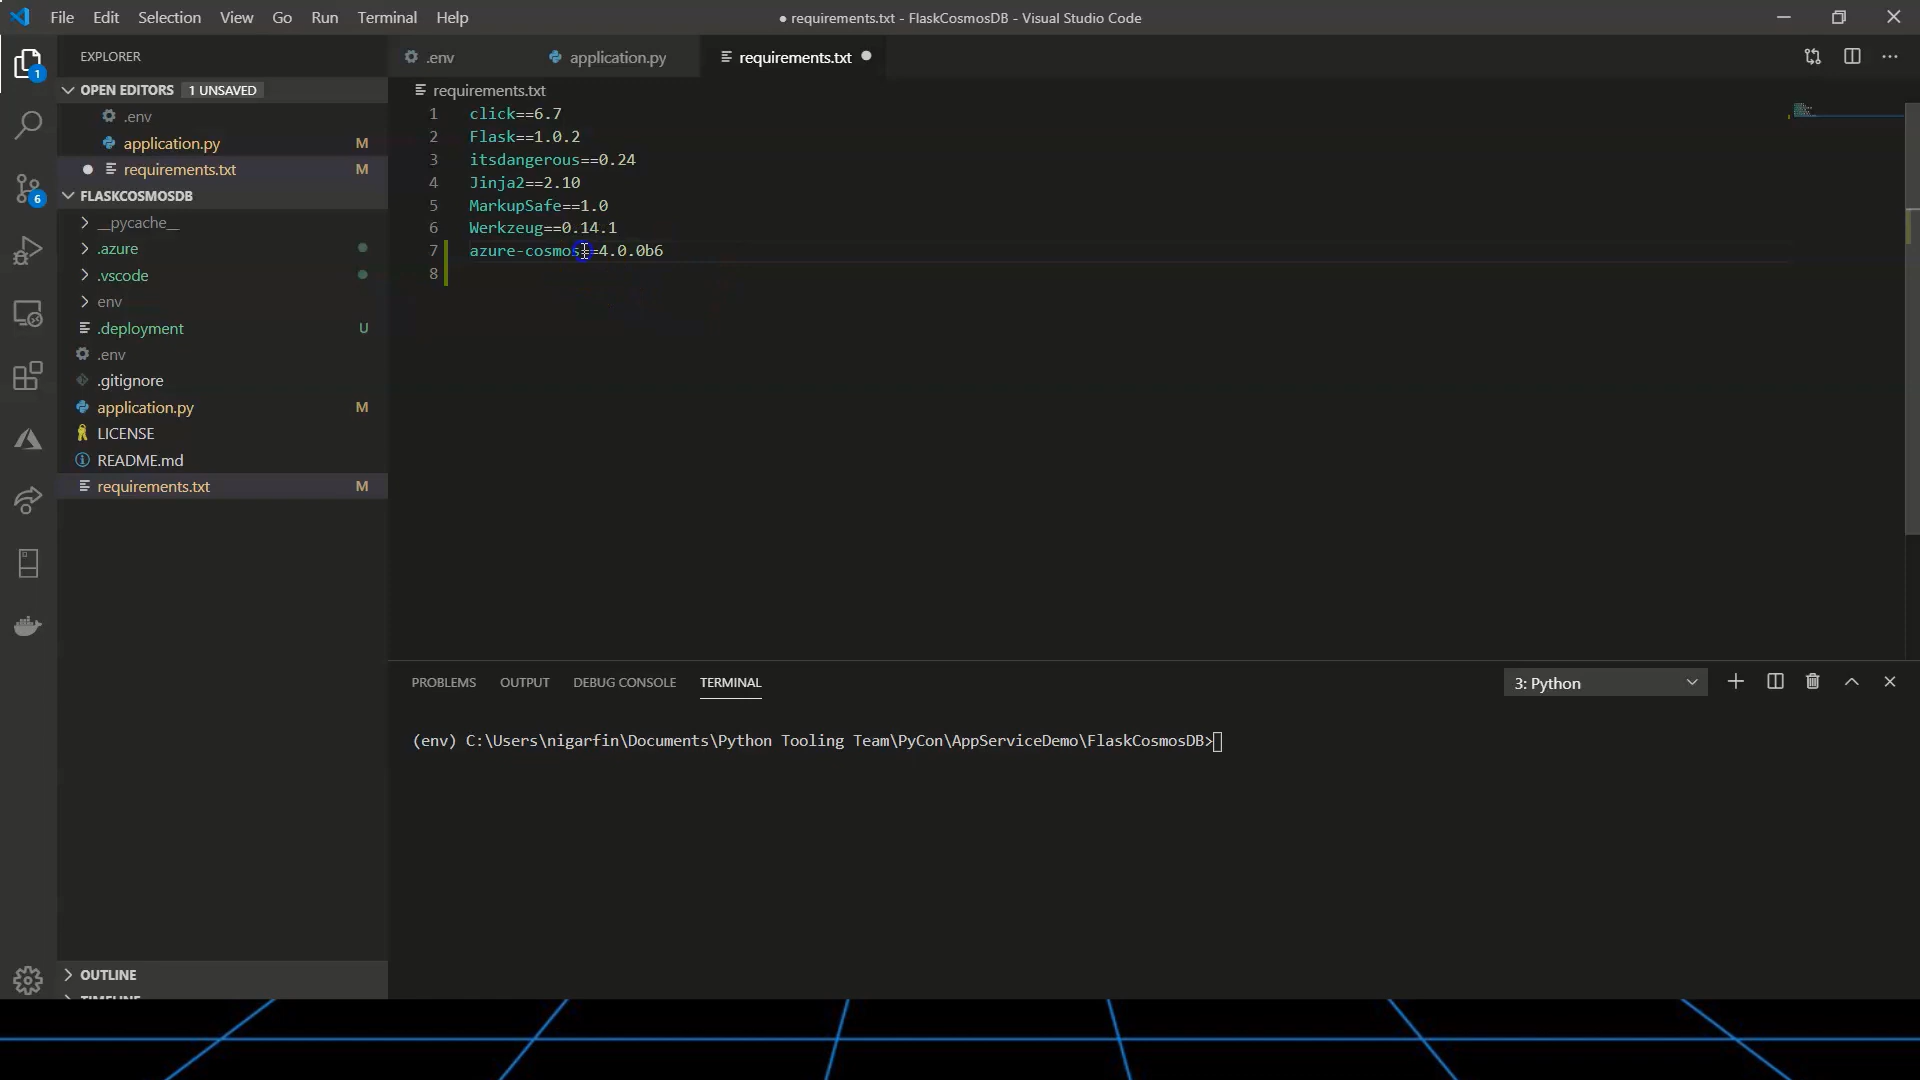 File Edit Selection View Go Run Terminal Help
● requirements.txt - FlaskCosmosDB - Visual Studio Code
EXPLORER
OPEN EDITORS 1 UNSAVED
.env
application.py M
requirements.txt M
FLASKCOSMOSDB
__pycache__
.azure
.vscode
env
.deployment U
.env
.gitignore
application.py M
LICENSE
README.md
requirements.txt M
OUTLINE
TIMELINE
1
6
.env application.py requirements.txt
requirements.txt
1 click==6.7
2 Flask==1.0.2
3 itsdangerous==0.24
4 Jinja2==2.10
5 MarkupSafe==1.0
6 Werkzeug==0.14.1
7 azure-cosmos==4.0.0b6
8
PROBLEMS OUTPUT DEBUG CONSOLE TERMINAL 3: Python
(env) C:\Users\nigarfin\Documents\Python Tooling Team\PyCon\AppServiceDemo\FlaskCosmosDB>